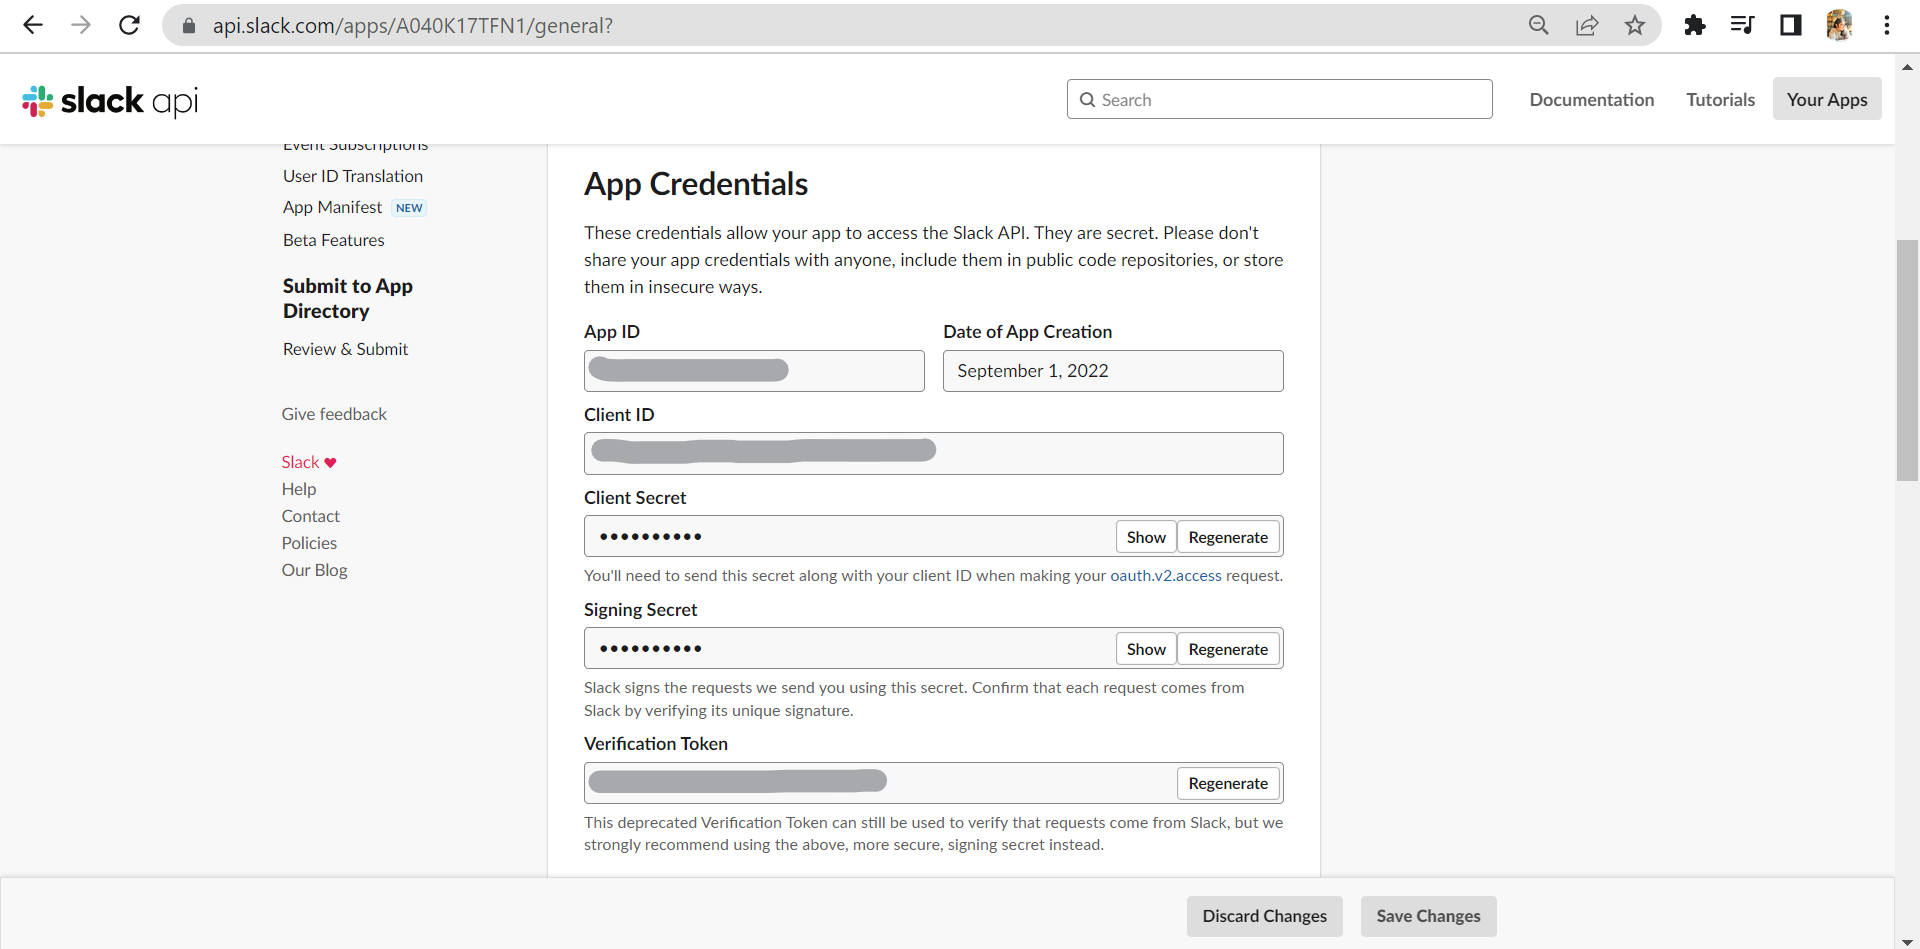 api.slack.com/apps/A040K17TFN1/general?
slack api
Search
Documentation
Tutorials
Your Apps
Event Subscriptions
User ID Translation
App Manifest NEW
Beta Features
Submit to App
Directory
Review & Submit
Give feedback
Slack ♥
Help
Contact
Policies
Our Blog
App Credentials
These credentials allow your app to access the Slack API. They are secret. Please don't
share your app credentials with anyone, include them in public code repositories, or store
them in insecure ways.
App ID
Date of App Creation
September 1, 2022
Client ID
Client Secret
•••••••••• Show Regenerate
You'll need to send this secret along with your client ID when making your oauth.v2.access request.
Signing Secret
•••••••••• Show Regenerate
Slack signs the requests we send you using this secret. Confirm that each request comes from
Slack by verifying its unique signature.
Verification Token
Regenerate
This deprecated Verification Token can still be used to verify that requests come from Slack, but we
strongly recommend using the above, more secure, signing secret instead.
Discard Changes
Save Changes